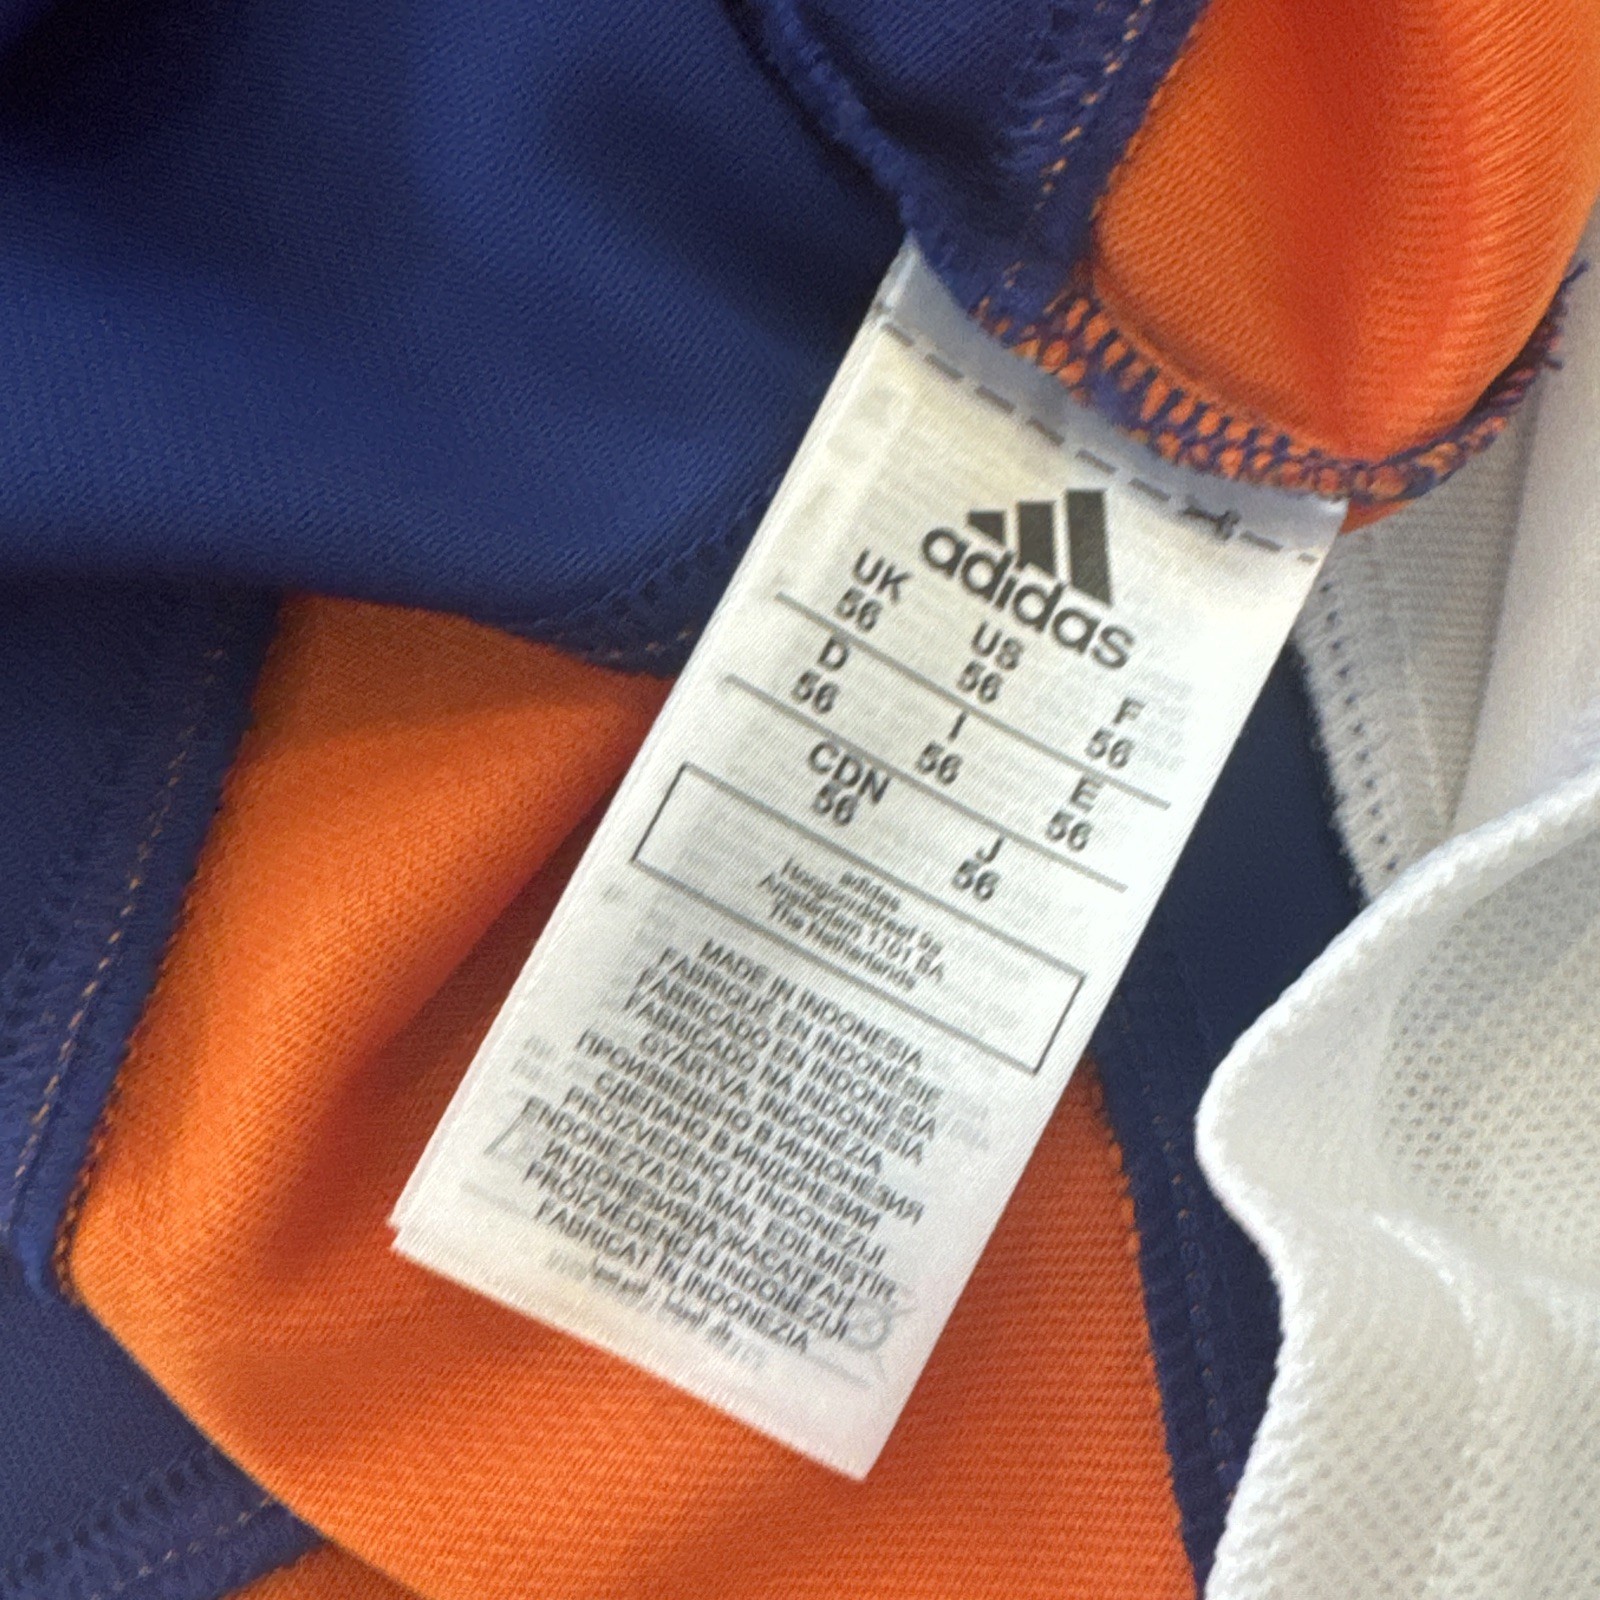 adidas
UK US F
56 56 56
D I E
56 56 56
CDN J
56 56
adidas
Hoogoorddreef 9a
Amsterdam 1101 BA
The Netherlands
MADE IN INDONESIA
FABRIQUÉ EN INDONÉSIE
FABRICADO EN INDONESIA
FABRICADO NA INDONÉSIA
GYÁRTVA, INDONÉZIA
ПРОИЗВЕДЕНО В ИНДОНЕЗИЯ
СДЕЛАНО В ИНДОНЕЗИИ
PROIZVEDENO U INDONEZIJI
ENDONEZYA'DA İMAL EDİLMİŞTİR
ИНДОНЕЗИЯДА ЖАСАЛҒАН
PROIZVEDENO U INDONEZIJI
FABRICAT ÎN INDONEZIA